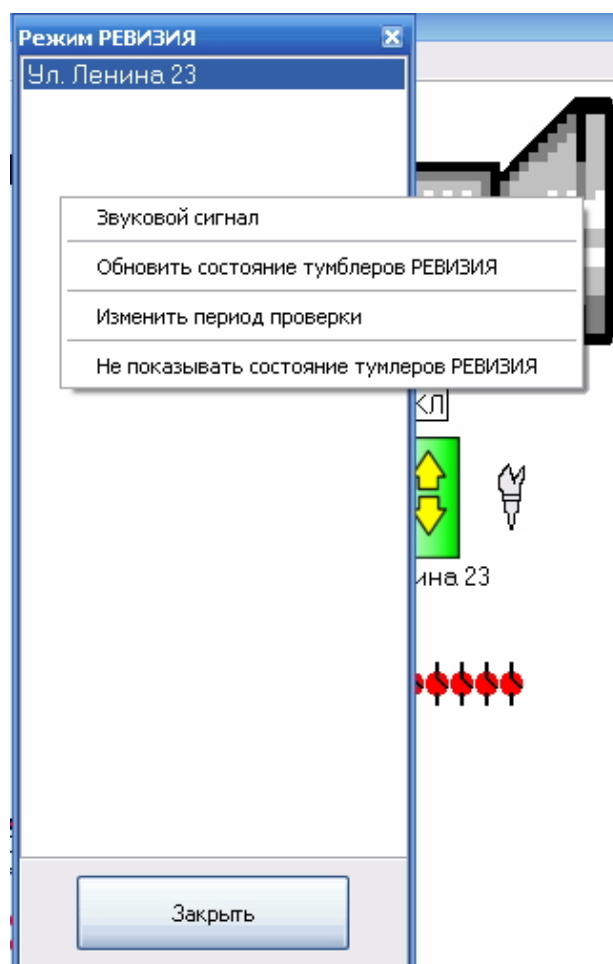 Режим РЕВИЗИЯ
Ул. Ленина 23
Звуковой сигнал
Обновить состояние тумблеров РЕВИЗИЯ
Изменить период проверки
Не показывать состояние тумлеров РЕВИЗИЯ
КЛ
ина 23
Закрыть